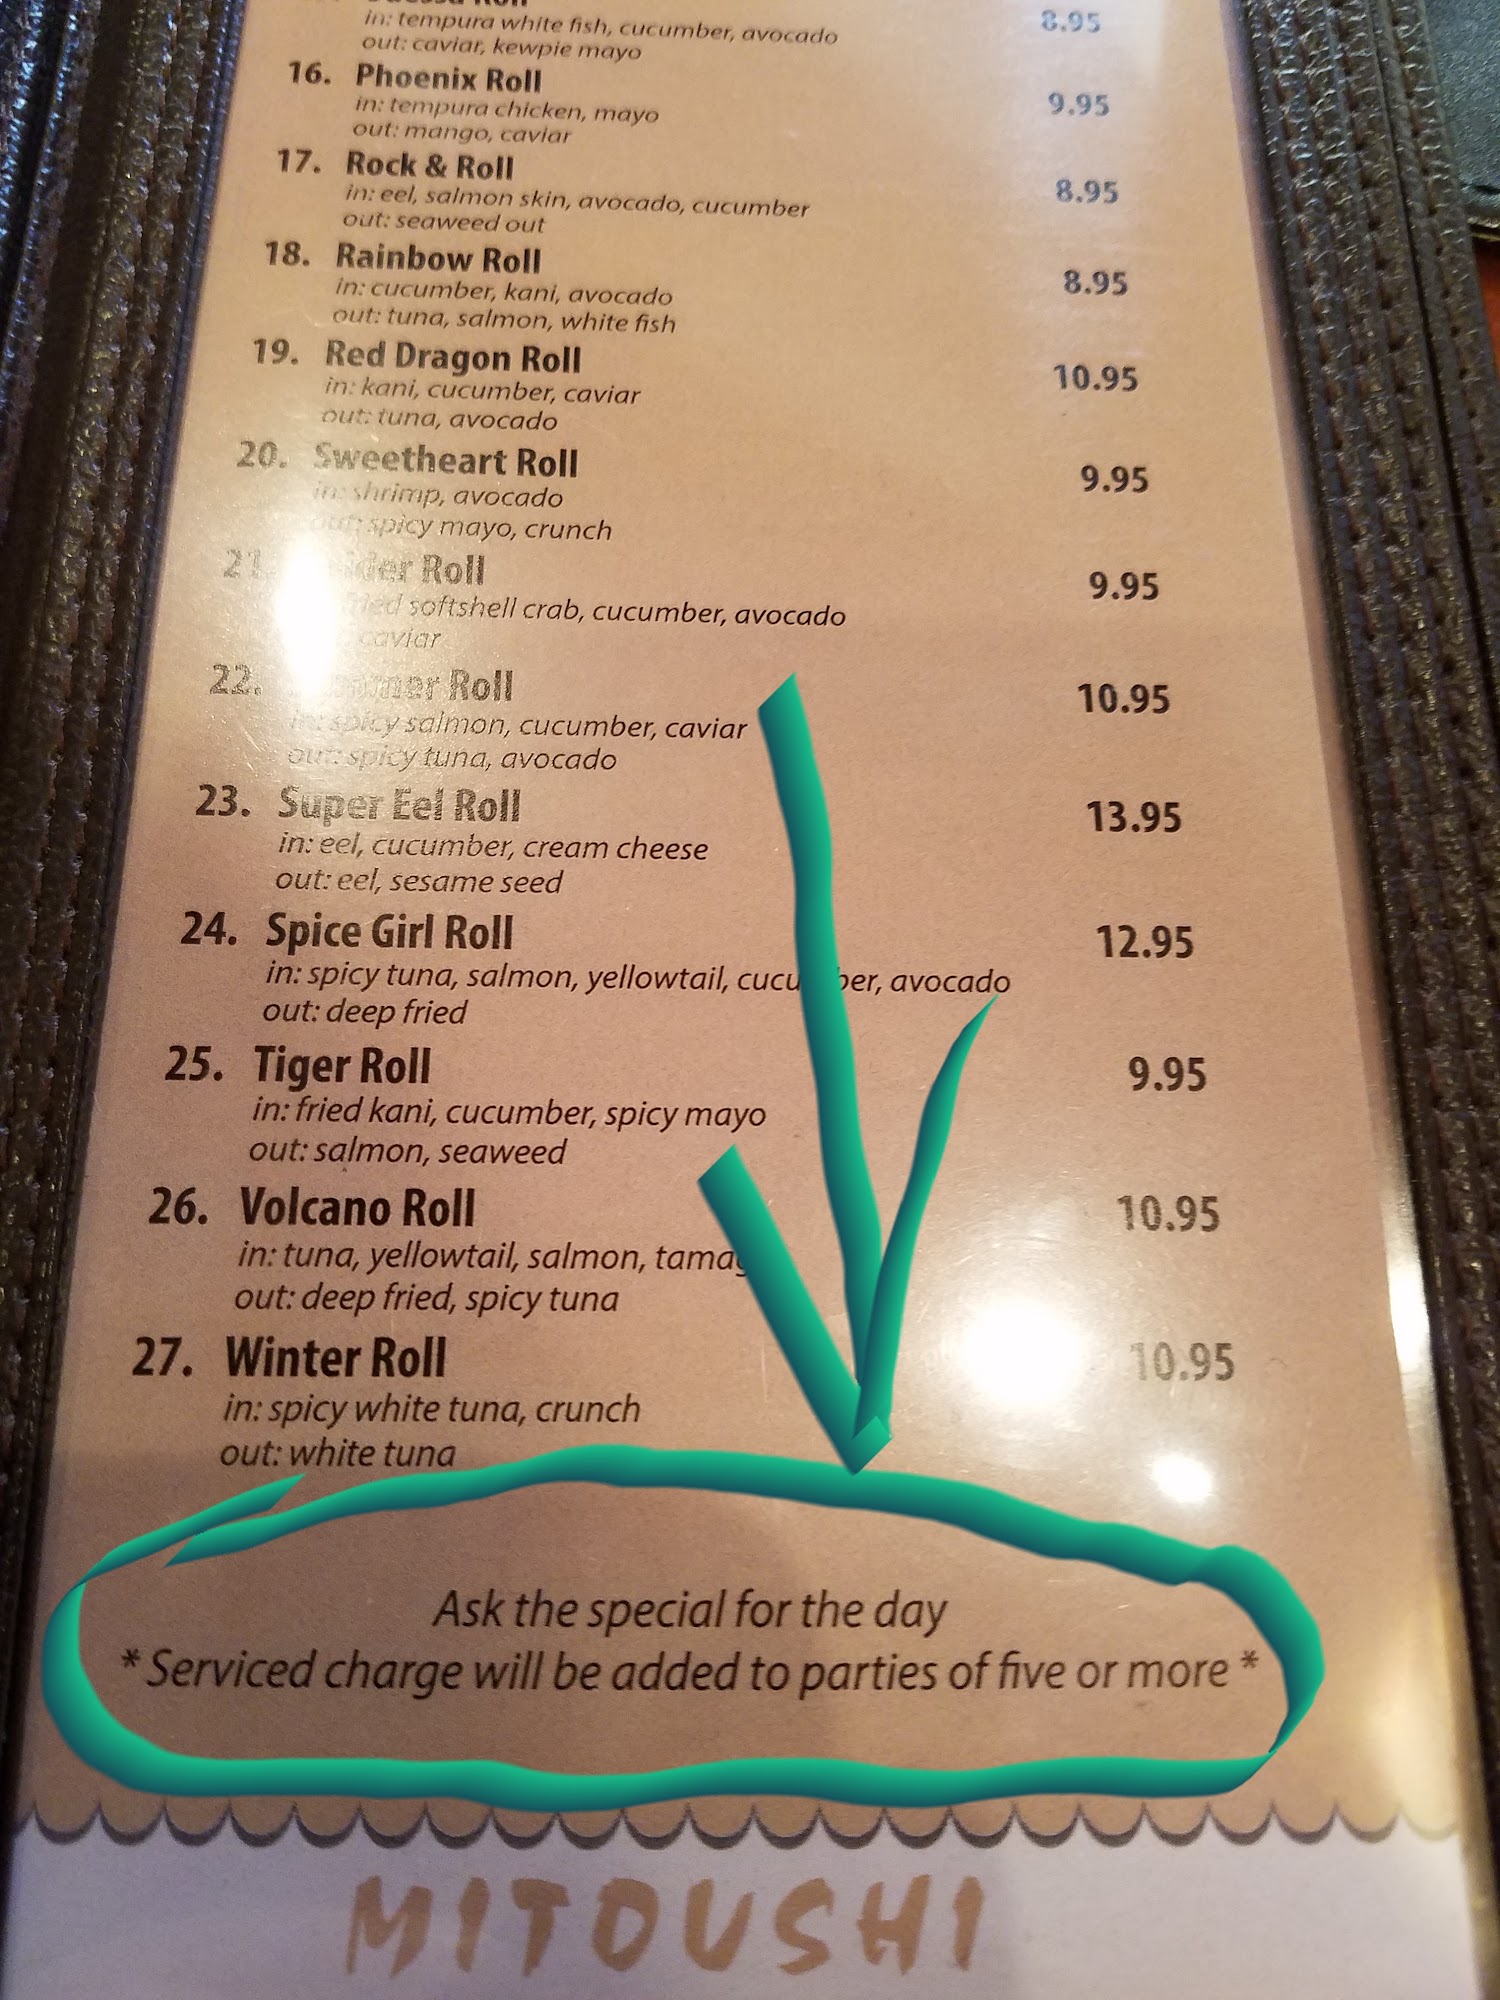 Roll
in: tempura white fish, cucumber, avocado 8.95
out: caviar, kewpie mayo
16. Phoenix Roll 9.95
in: tempura chicken, mayo
out: mango, caviar
17. Rock & Roll 8.95
in: eel, salmon skin, avocado, cucumber
out: seaweed out
18. Rainbow Roll 8.95
in: cucumber, kani, avocado
out: tuna, salmon, white fish
19. Red Dragon Roll 10.95
in: kani, cucumber, caviar
out: tuna, avocado
20. Sweetheart Roll 9.95
in: shrimp, avocado
out: spicy mayo, crunch
21. Roll 9.95
fried softshell crab, cucumber, avocado
caviar
22. Roll 10.95
in: spicy salmon, cucumber, caviar
out: spicy tuna, avocado
23. Super Eel Roll 13.95
in: eel, cucumber, cream cheese
out: eel, sesame seed
24. Spice Girl Roll 12.95
in: spicy tuna, salmon, yellowtail, cucumber, avocado
out: deep fried
25. Tiger Roll 9.95
in: fried kani, cucumber, spicy mayo
out: salmon, seaweed
26. Volcano Roll 10.95
in: tuna, yellowtail, salmon,
out: deep fried, spicy tuna
27. Winter Roll 10.95
in: spicy white tuna, crunch
out: white tuna
Ask the special for the day
* Serviced charge will be added to parties of five or more *
MITOUSHI